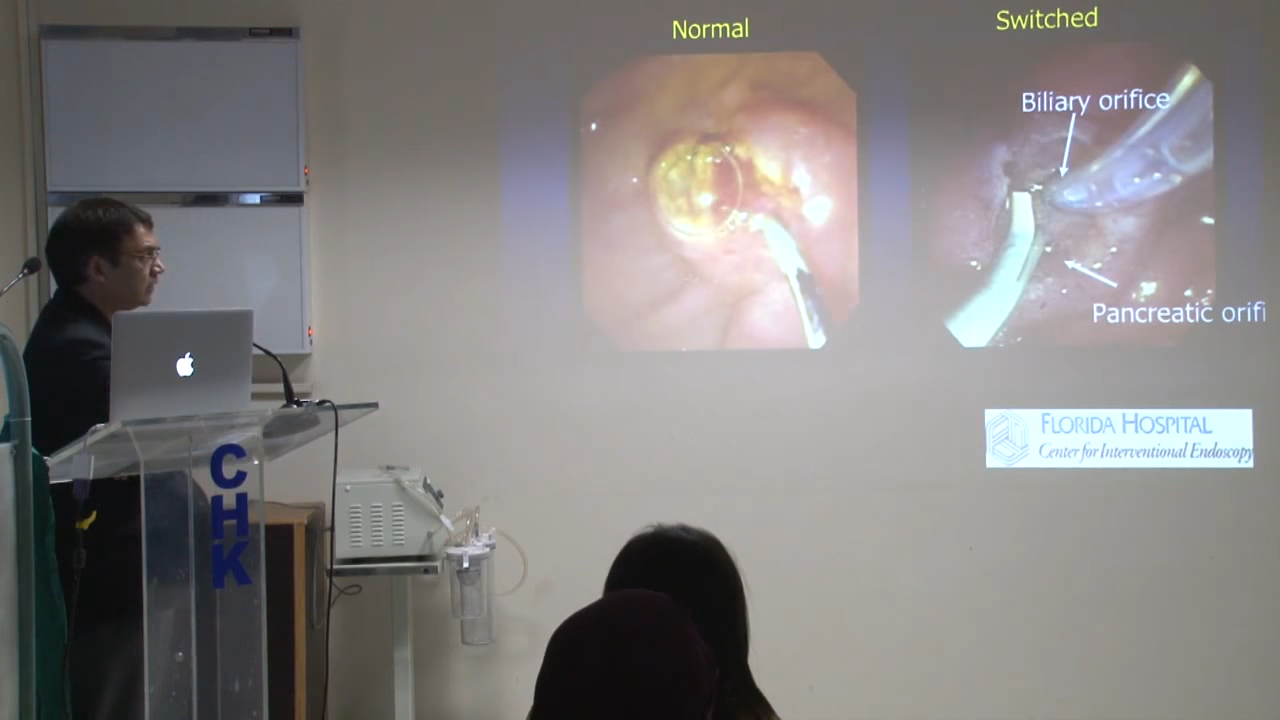 Normal
Switched
Biliary orifice
Pancreatic orifi
FLORIDA HOSPITAL
Center for Interventional Endoscopy
CHK